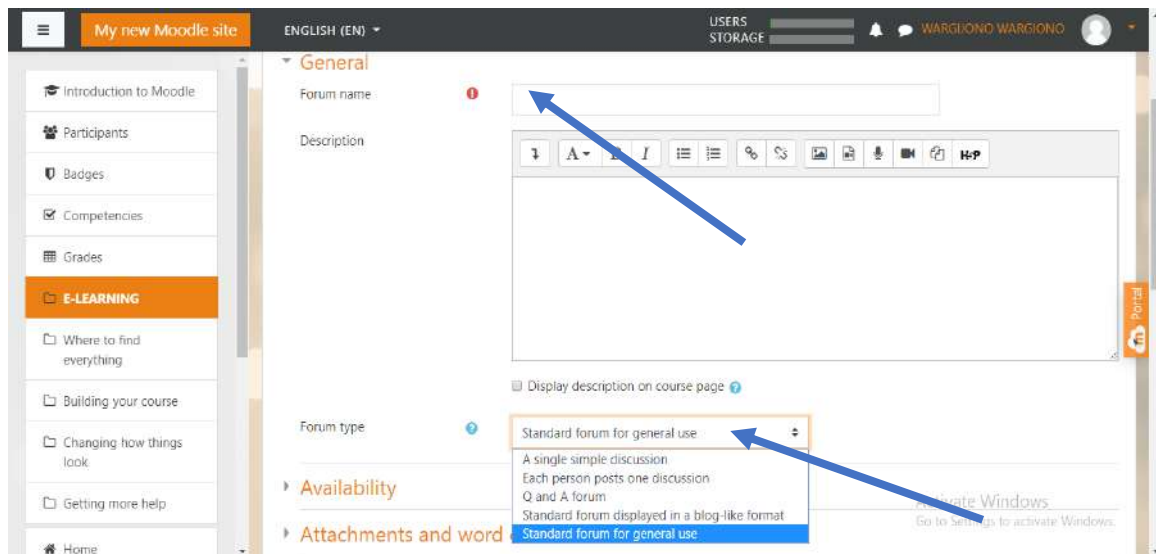 My new Moodle site
ENGLISH (EN)
USERS
STORAGE
WARGIJONO WARGIONO
Introduction to Moodle
Participants
Badges
Competencies
Grades
E-LEARNING
Where to find
everything
Building your course
Changing how things
look
Getting more help
Home
General
Forum name
Description
A B I
H-P
Display description on course page
Forum type
Standard forum for general use
A single simple discussion
Each person posts one discussion
Q and A forum
Standard forum displayed in a blog-like format
Standard forum for general use
Availability
Attachments and word
Portal
Activate Windows
Go to Settings to activate Windows.